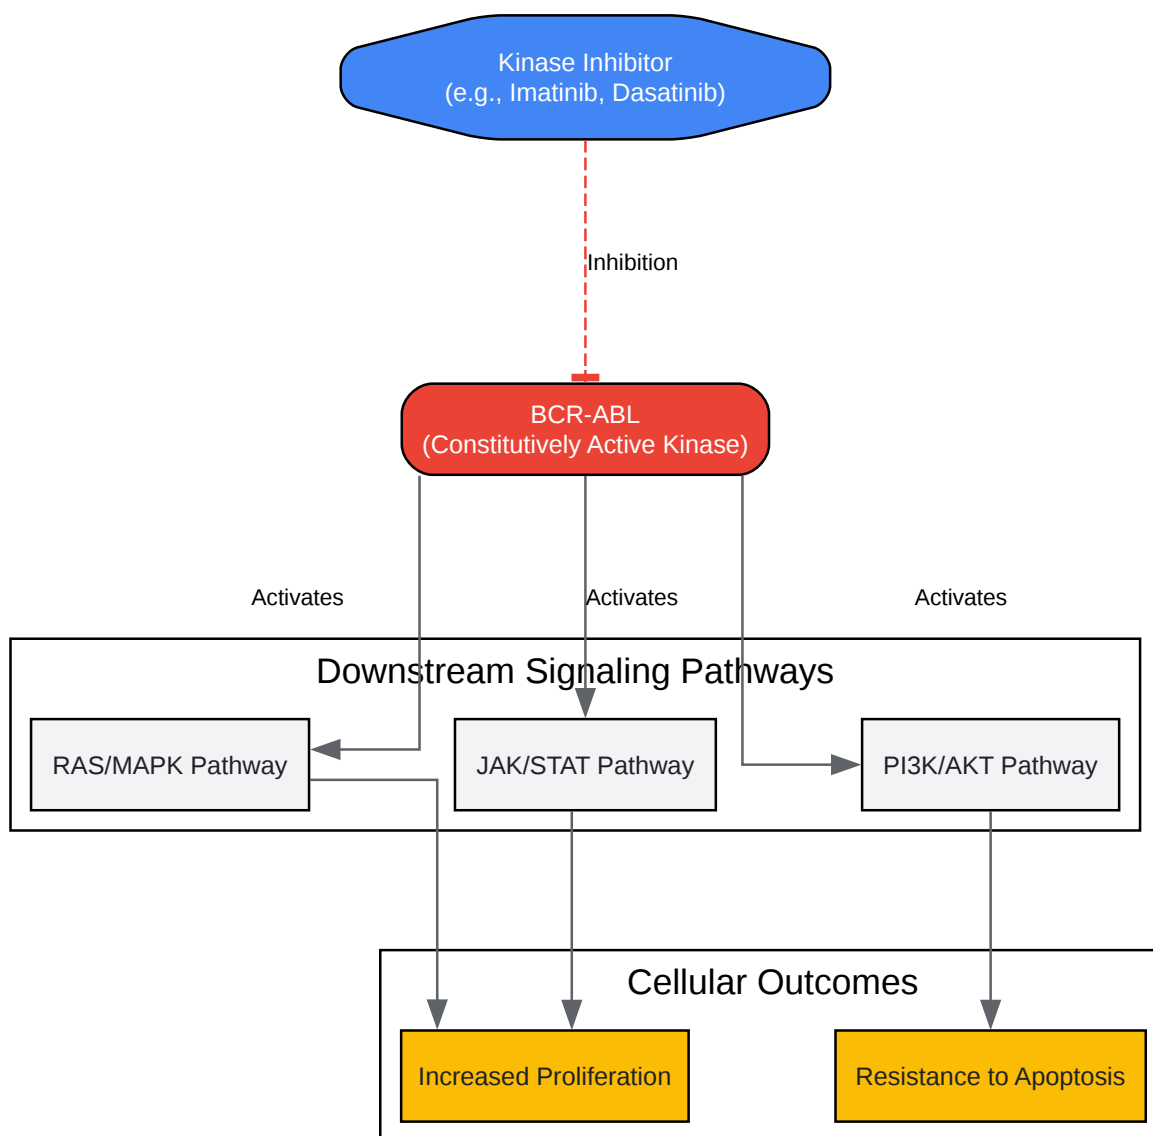 Kinase Inhibitor
(e.g., Imatinib, Dasatinib)
Inhibition
BCR-ABL
(Constitutively Active Kinase)
Activates
Activates
Activates
Downstream Signaling Pathways
RAS/MAPK Pathway
JAK/STAT Pathway
PI3K/AKT Pathway
Cellular Outcomes
Increased Proliferation
Resistance to Apoptosis